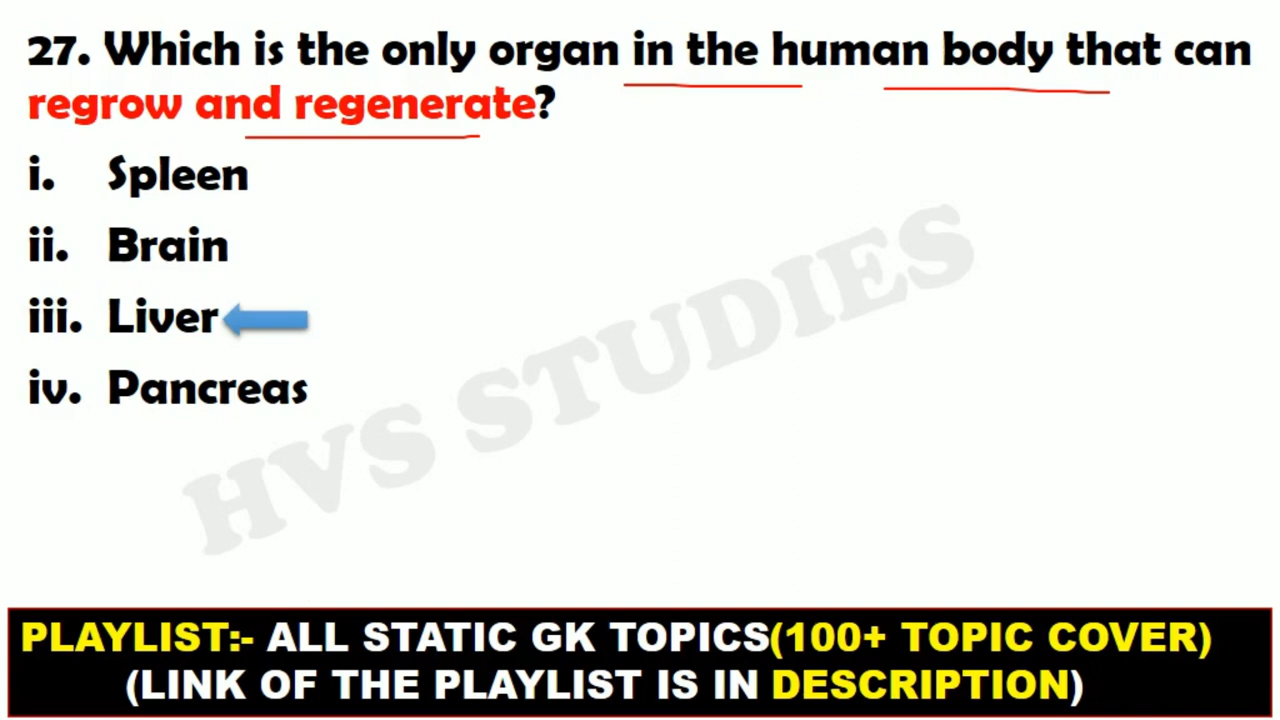 27. Which is the only organ in the human body that can
regrow and regenerate?
i. Spleen
ii. Brain
iii. Liver
iv. Pancreas
HVS STUDIES
PLAYLIST:- ALL STATIC GK TOPICS(100+ TOPIC COVER)
(LINK OF THE PLAYLIST IS IN DESCRIPTION)